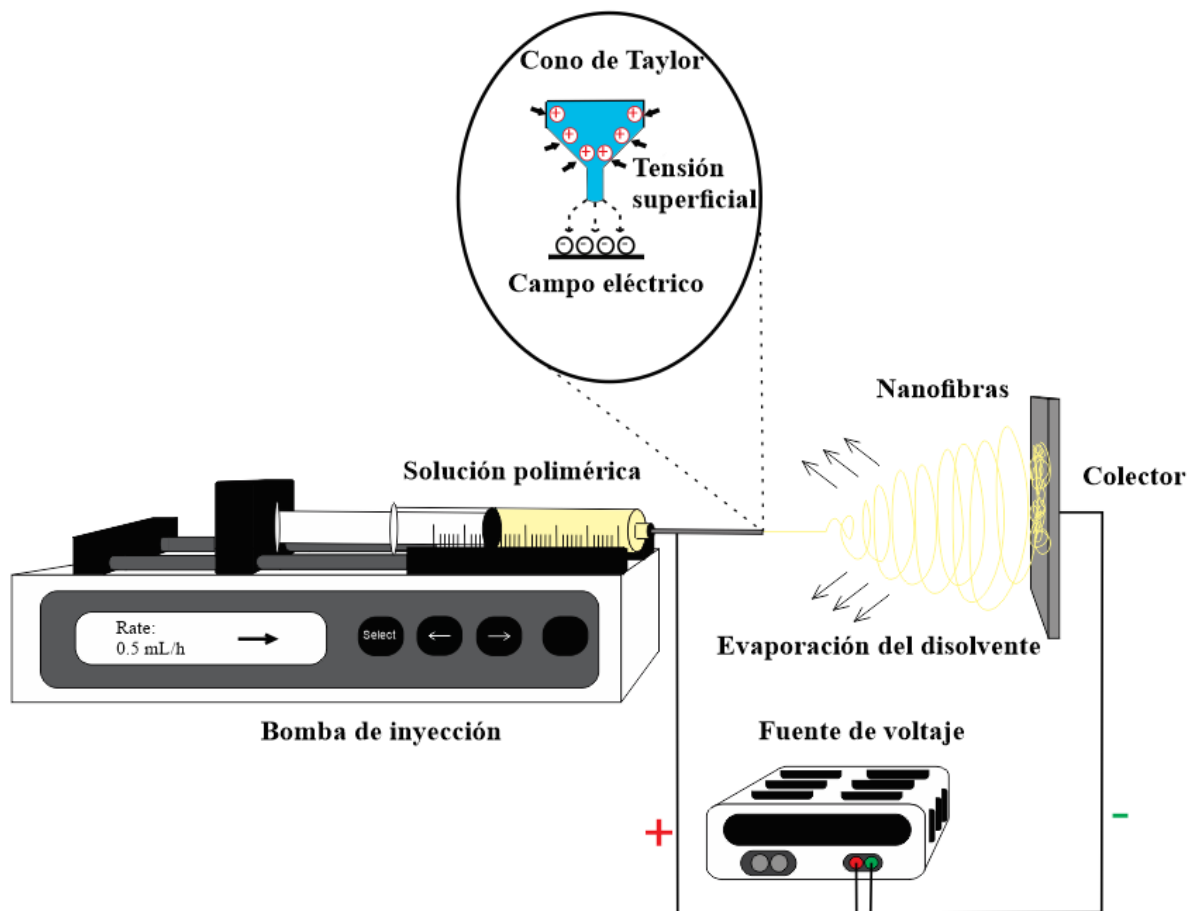 Cono de Taylor
+
+
+
+
+
+
Tensión
superficial
-
-
-
-
Campo eléctrico
Nanofibras
Solución polimérica
Colector
Rate:
0.5 mL/h
Select
Evaporación del disolvente
Bomba de inyección
Fuente de voltaje
+
-